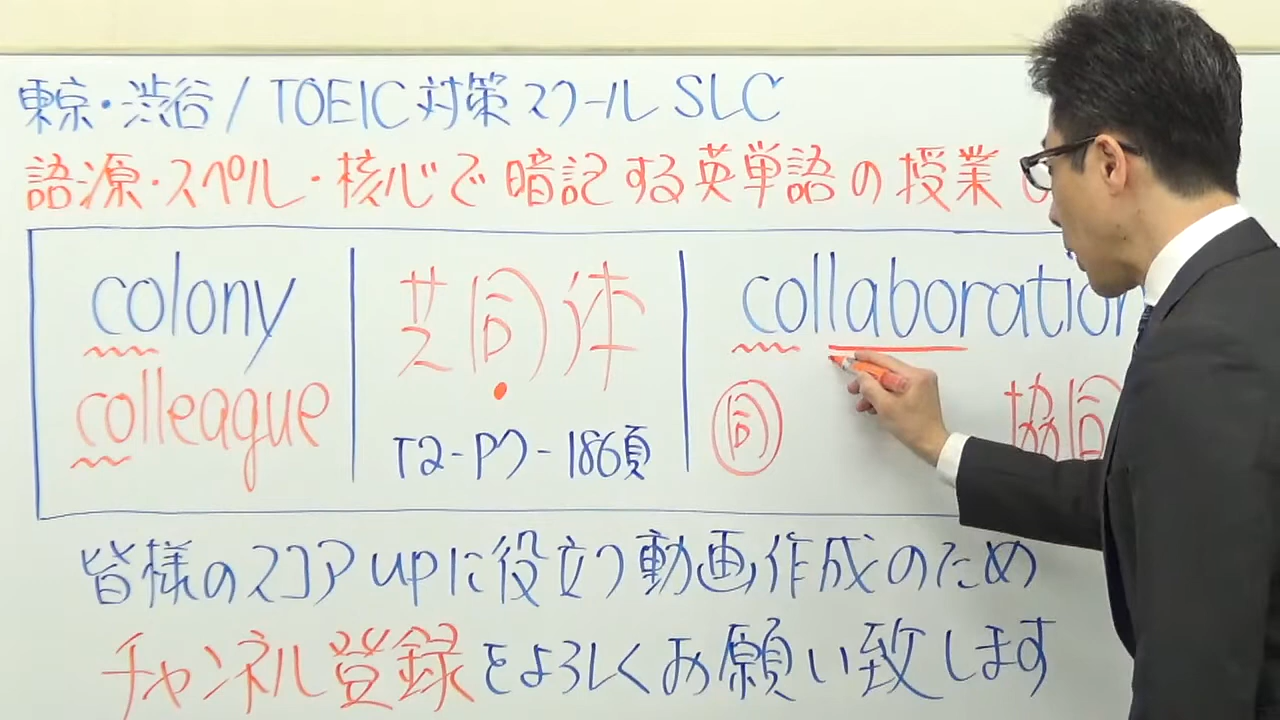 東京・渋谷/TOEIC対策スクールSLC
語源・スペル・核心で暗記する英単語の授業
colony
colleague
共同体
T2-P7-186頁
collaboration
同
協同
皆様のスコアupに役立つ動画作成のため
チャンネル登録をよろしくお願い致します